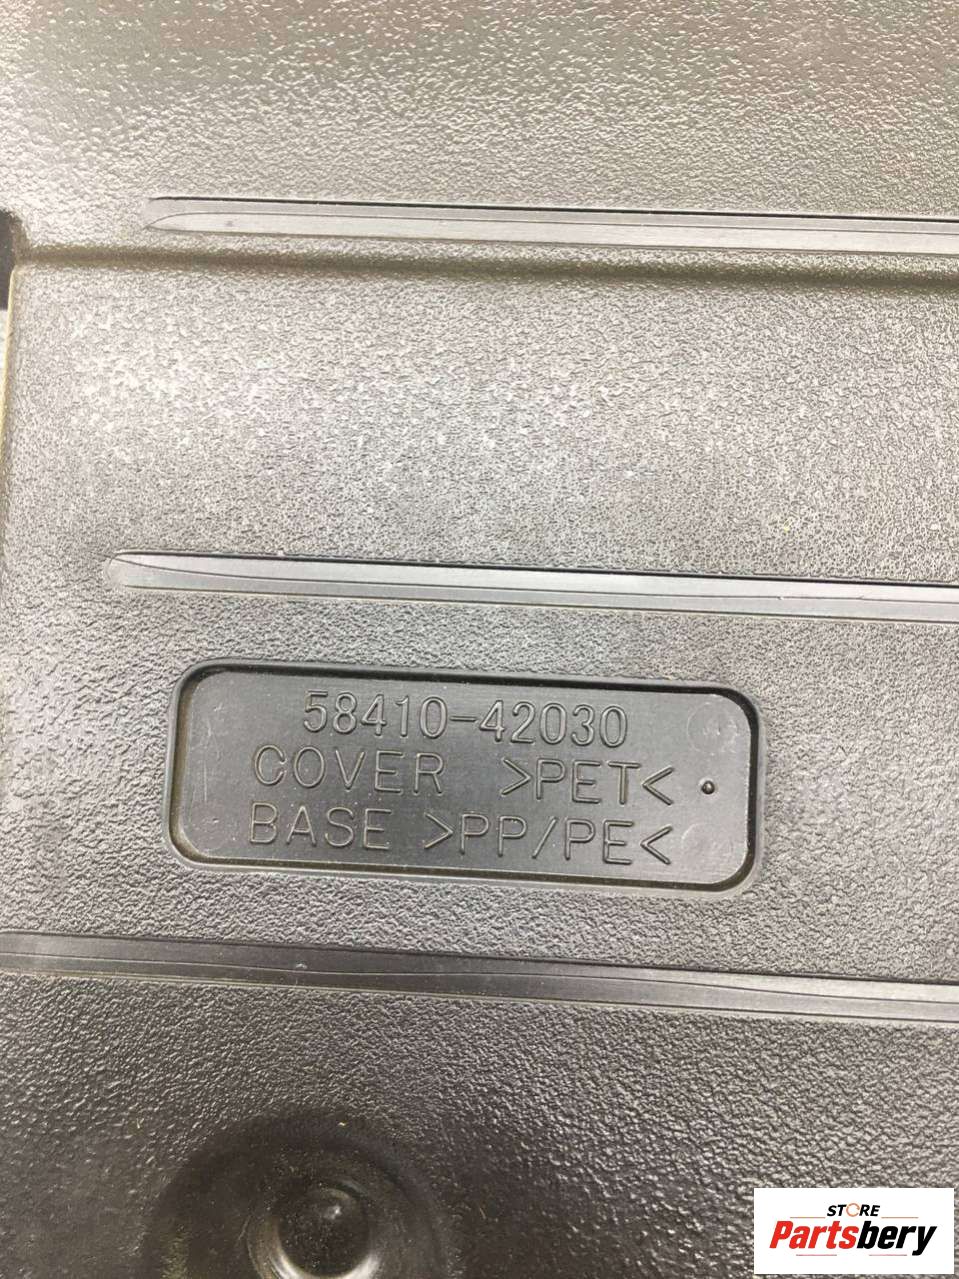 58410-42030
COVER >PET<
BASE >PP/PE<
STORE
Partsbery